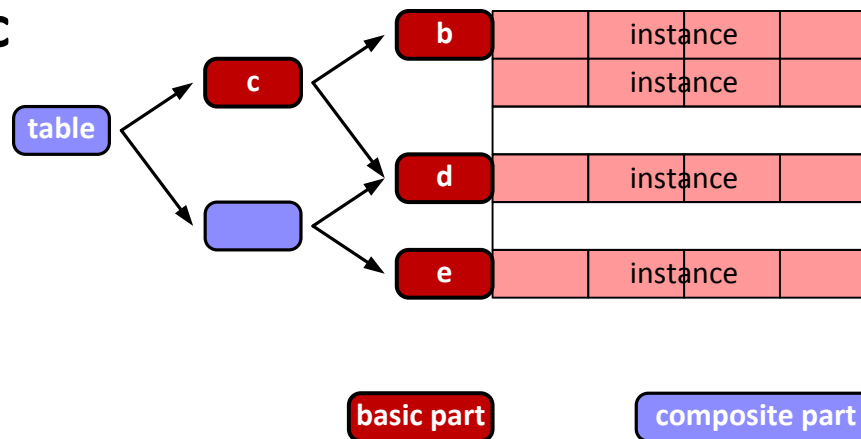 c
b instance
instance
c
table
d instance
e instance
basic part composite part